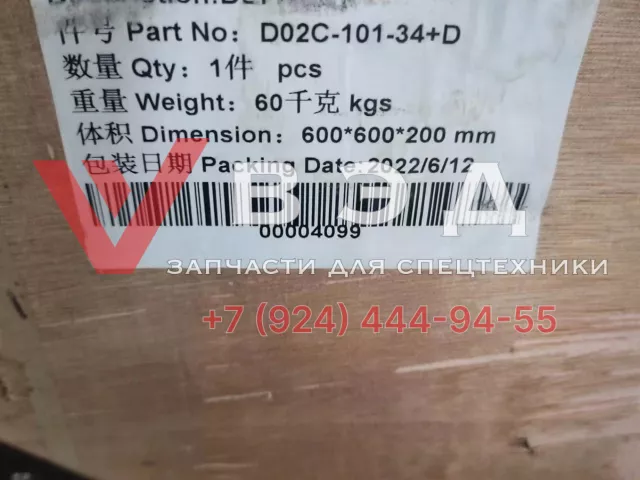 件号 Part No: D02C-101-34+D
数量 Qty: 1件 pcs
重量 Weight: 60千克 kgs
体积 Dimension: 600*600*200 mm
包装日期 Packing Date:2022/6/12
ВЭД
00004099
ЗАПЧАСТИ ДЛЯ СПЕЦТЕХНИКИ
+7 (924) 444-94-55